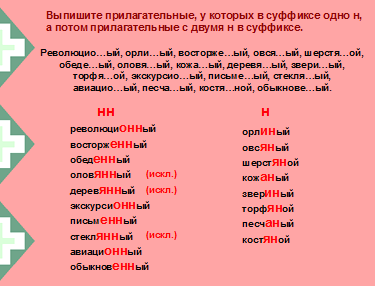 Выпишите прилагательные, у которых в суффиксе одно н,
а потом прилагательные с двумя н в суффиксе.
Революцио…ый, орли…ый, восторже…ый, овся…ый, шерстя…ой,
обеде…ый, оловя…ый, кожа…ый, деревя…ый, звери…ый,
торфя…ой, экскурсио…ый, письме…ый, стекля…ый,
авиацио…ый, песча…ый, костя…ной, обыкнове…ый.
нн
революционный
восторженный
обеденный
оловянный (искл.)
деревянный (искл.)
экскурсионный
письменный
стеклянный (искл.)
авиационный
обыкновенный
н
орлиный
овсяный
шерстяной
кожаный
звериный
торфяной
песчаный
костяной